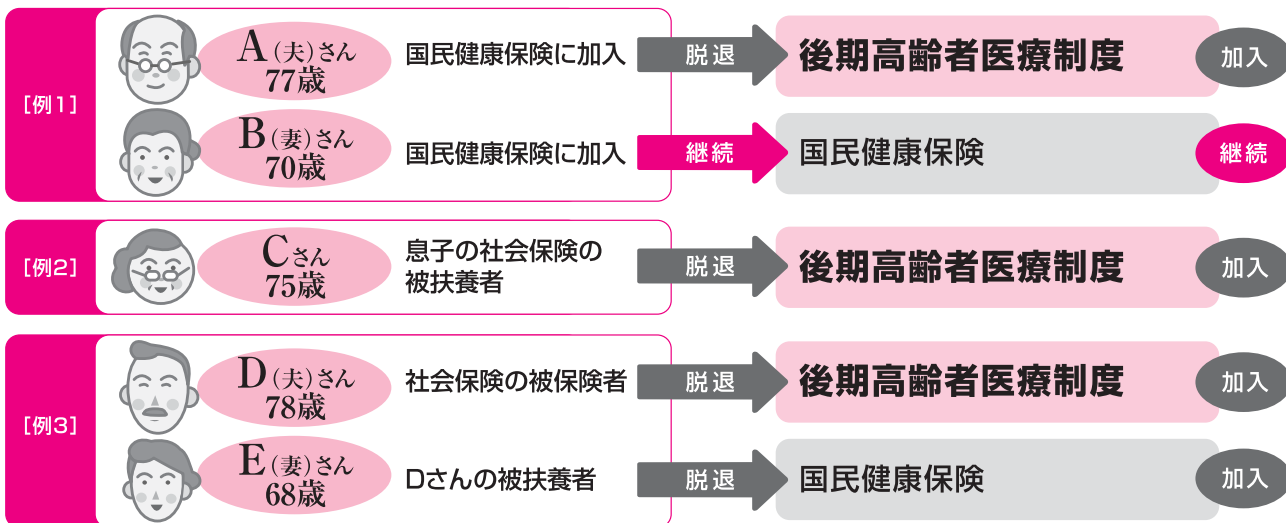 [例1]
A(夫)さん
77歳
国民健康保険に加入
脱退
後期高齢者医療制度
加入
B(妻)さん
70歳
国民健康保険に加入
継続
国民健康保険
継続
[例2]
Cさん
75歳
息子の社会保険の
被扶養者
脱退
後期高齢者医療制度
加入
[例3]
D(夫)さん
78歳
社会保険の被保険者
脱退
後期高齢者医療制度
加入
E(妻)さん
68歳
Dさんの被扶養者
脱退
国民健康保険
加入